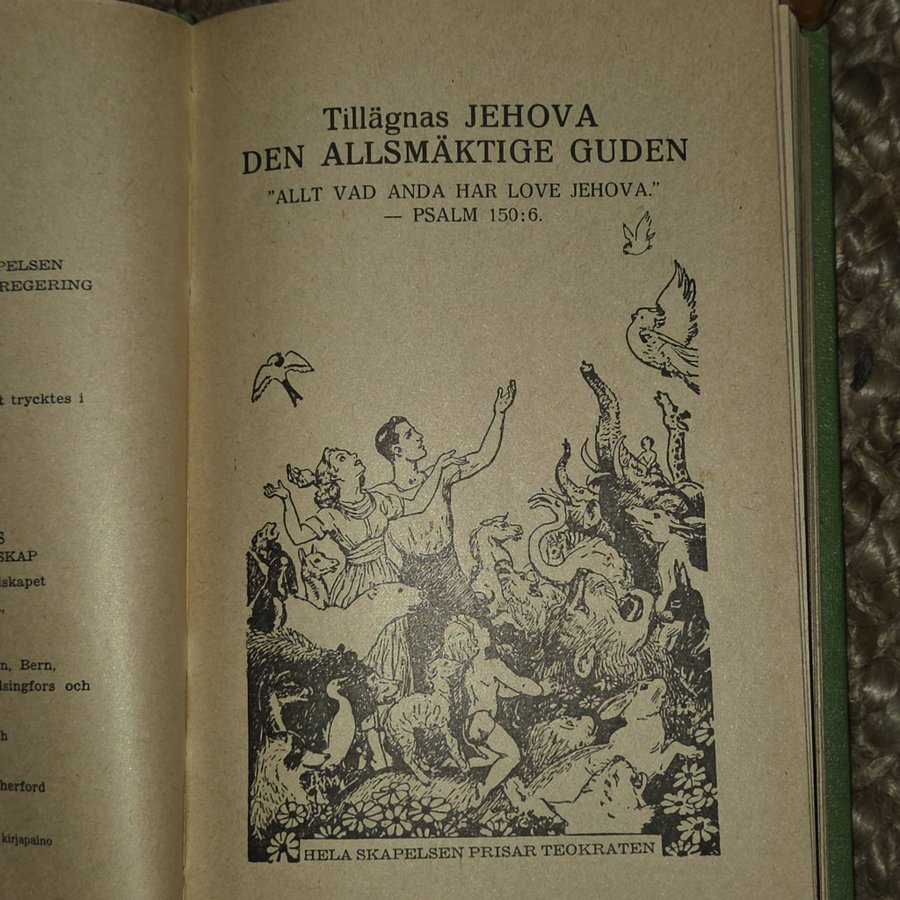 PELSEN
REGERING
t trycktes i
S
SKAP
lskapet
”
n, Bern,
lsingfors och
h
herford
kirjapaino
Tillägnas JEHOVA
DEN ALLSMÄKTIGE GUDEN
”ALLT VAD ANDA HAR LOVE JEHOVA.”
— PSALM 150:6.
HELA SKAPELSEN PRISAR TEOKRATEN